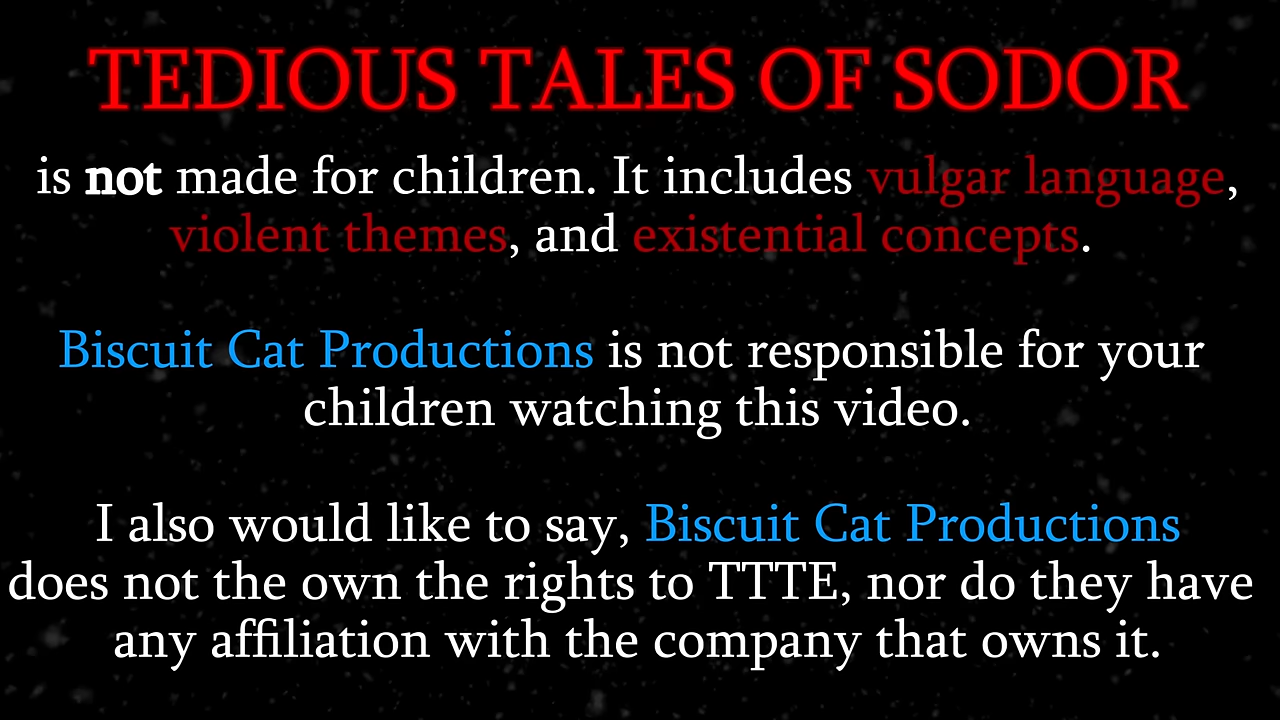 TEDIOUS TALES OF SODOR
is not made for children. It includes vulgar language,
violent themes, and existential concepts.
Biscuit Cat Productions is not responsible for your
children watching this video.
I also would like to say, Biscuit Cat Productions
does not the own the rights to TTTE, nor do they have
any affiliation with the company that owns it.